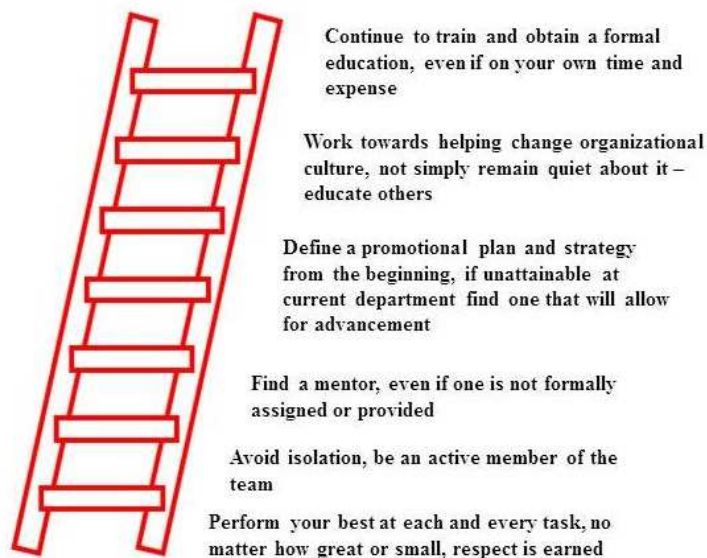 Continue to train and obtain a formal
education, even if on your own time and
expense
Work towards helping change organizational
culture, not simply remain quiet about it –
educate others
Define a promotional plan and strategy
from the beginning, if unattainable at
current department find one that will allow
for advancement
Find a mentor, even if one is not formally
assigned or provided
Avoid isolation, be an active member of the
team
Perform your best at each and every task, no
matter how great or small, respect is earned